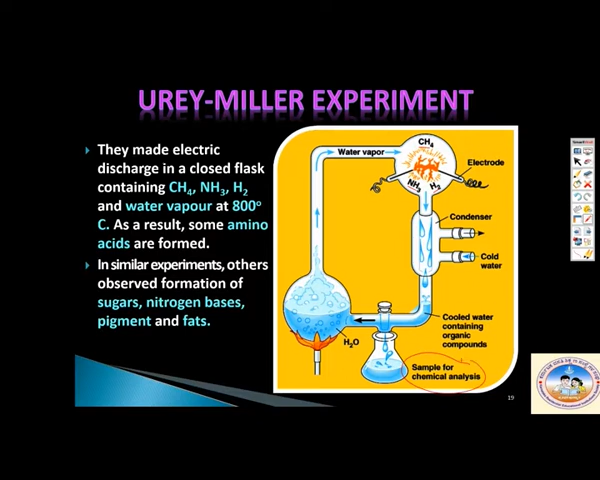 UREY-MILLER EXPERIMENT
They made electric
discharge in a closed flask
containing CH4, NH3, H2
and water vapour at 800o
C. As a result, some amino
acids are formed.
In similar experiments, others
observed formation of
sugars, nitrogen bases,
pigment and fats.
Water vapor
CH4
NH3
H2
Electrode
Condenser
Cold
water
Cooled water
containing
organic
compounds
H2O
Sample for
chemical analysis
19